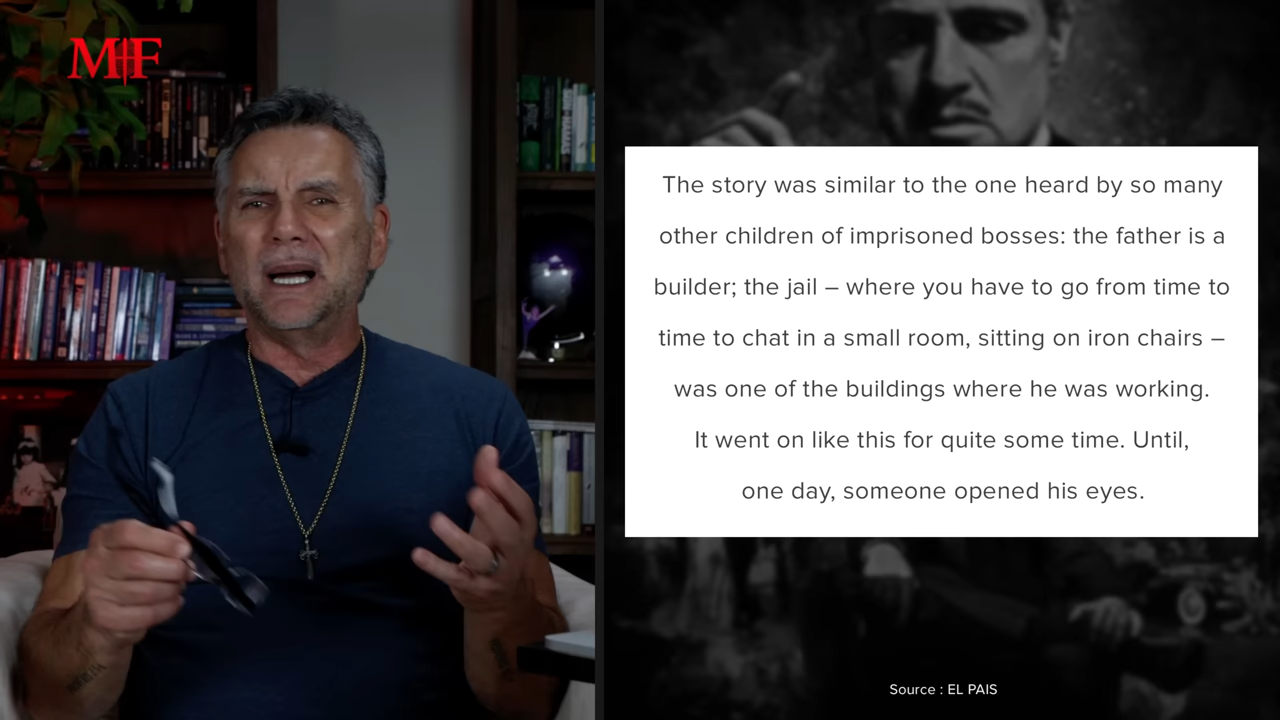 MF
The story was similar to the one heard by so many
other children of imprisoned bosses: the father is a
builder; the jail – where you have to go from time to
time to chat in a small room, sitting on iron chairs –
was one of the buildings where he was working.
It went on like this for quite some time. Until,
one day, someone opened his eyes.
Source : EL PAIS